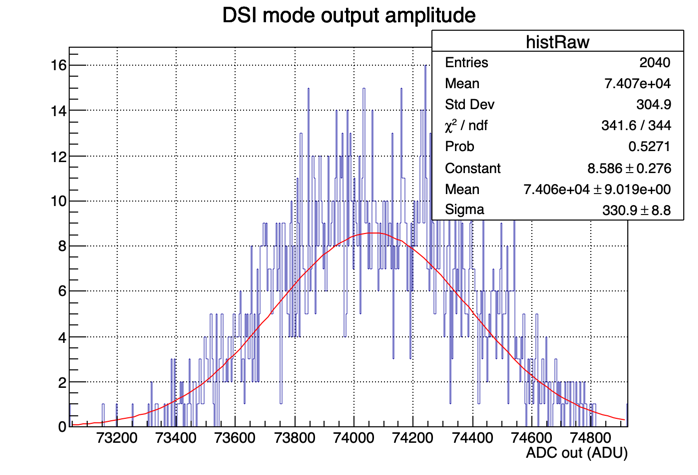 DSI mode output amplitude
histRaw
Entries 2040
Mean 7.407e+04
Std Dev 304.9
χ² / ndf 341.6 / 344
Prob 0.5271
Constant 8.586 ± 0.276
Mean 7.406e+04 ± 9.019e+00
Sigma 330.9 ± 8.8
16
14
12
10
8
6
4
2
0
73200 73400 73600 73800 74000 74200 74400 74600 74800
ADC out (ADU)